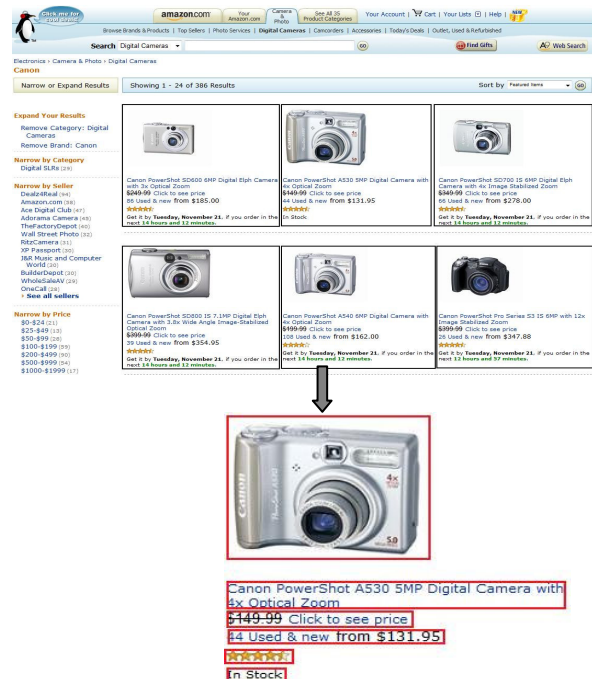 Click me for cool deals!
amazon.com
Your Amazon.com
Camera & Photo
See All 35 Product Categories
Your Account | Cart | Your Lists | Help |
NEW
Browse Brands & Products | Top Sellers | Photo Services | Digital Cameras | Camcorders | Accessories | Today's Deals | Outlet, Used & Refurbished
Search Digital Cameras GO Find Gifts A9 Web Search
Electronics › Camera & Photo › Digital Cameras
Canon
Narrow or Expand Results
Showing 1 - 24 of 386 Results
Sort by Featured Items GO
Expand Your Results
Remove Category: Digital
Cameras
Remove Brand: Canon
Narrow by Category
Digital SLRs (29)
Narrow by Seller
Dealz4Real (94)
Amazon.com (98)
Ace Digital Club (47)
Adorama Camera (45)
TheFactoryDepot (40)
Wall Street Photo (32)
RitzCamera (31)
XP Passport (30)
J&R Music and Computer
World (30)
BuilderDepot (30)
WholeSaleAV (29)
OneCall (28)
› See all sellers
Narrow by Price
$0-$24 (21)
$25-$49 (13)
$50-$99 (28)
$100-$199 (59)
$200-$499 (90)
$500-$999 (54)
$1000-$1999 (17)
Canon PowerShot SD600 6MP Digital Elph Camera
with 3x Optical Zoom
$249.99 Click to see price
86 Used & new from $185.00
Get it by Tuesday, November 21, if you order in the
next 14 hours and 12 minutes.
Canon PowerShot A530 5MP Digital Camera with
4x Optical Zoom
$149.99 Click to see price
44 Used & new from $131.95
In Stock
Canon PowerShot SD700 IS 6MP Digital Elph
Camera with 4x Image Stabilized Zoom
$349.99 Click to see price
66 Used & new from $278.00
Get it by Tuesday, November 21, if you order in the
next 14 hours and 12 minutes.
Canon PowerShot SD800 IS 7.1MP Digital Elph
Camera with 3.8x Wide Angle Image-Stabilized
Optical Zoom
$399.99 Click to see price
39 Used & new from $354.95
Get it by Tuesday, November 21, if you order in the
next 14 hours and 12 minutes.
Canon PowerShot A540 6MP Digital Camera with
4x Optical Zoom
$199.99 Click to see price
108 Used & new from $162.00
Get it by Tuesday, November 21, if you order in the
next 14 hours and 12 minutes.
Canon PowerShot Pro Series S3 IS 6MP with 12x
Image Stabilized Zoom
$399.99 Click to see price
26 Used & new from $347.88
Get it by Tuesday, November 21, if you order in the
next 12 hours and 57 minutes.
Canon
PowerShot A530
4x
5.0
Canon PowerShot A530 5MP Digital Camera with
4x Optical Zoom
$149.99 Click to see price
44 Used & new from $131.95
In Stock